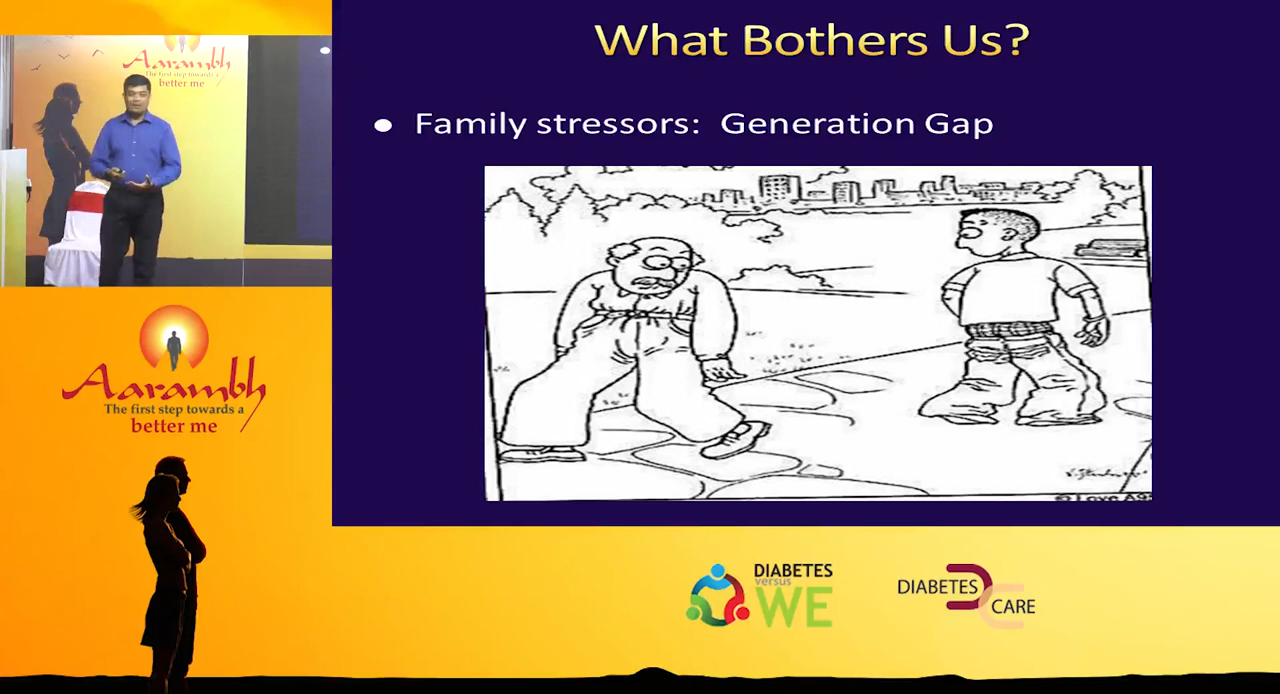 What Bothers Us?
● Family stressors: Generation Gap
Aarambh
The first step towards a
better me
Aarambh
The first step towards a
better me
DIABETES
versus
WE
DIABETES
CARE
© Love